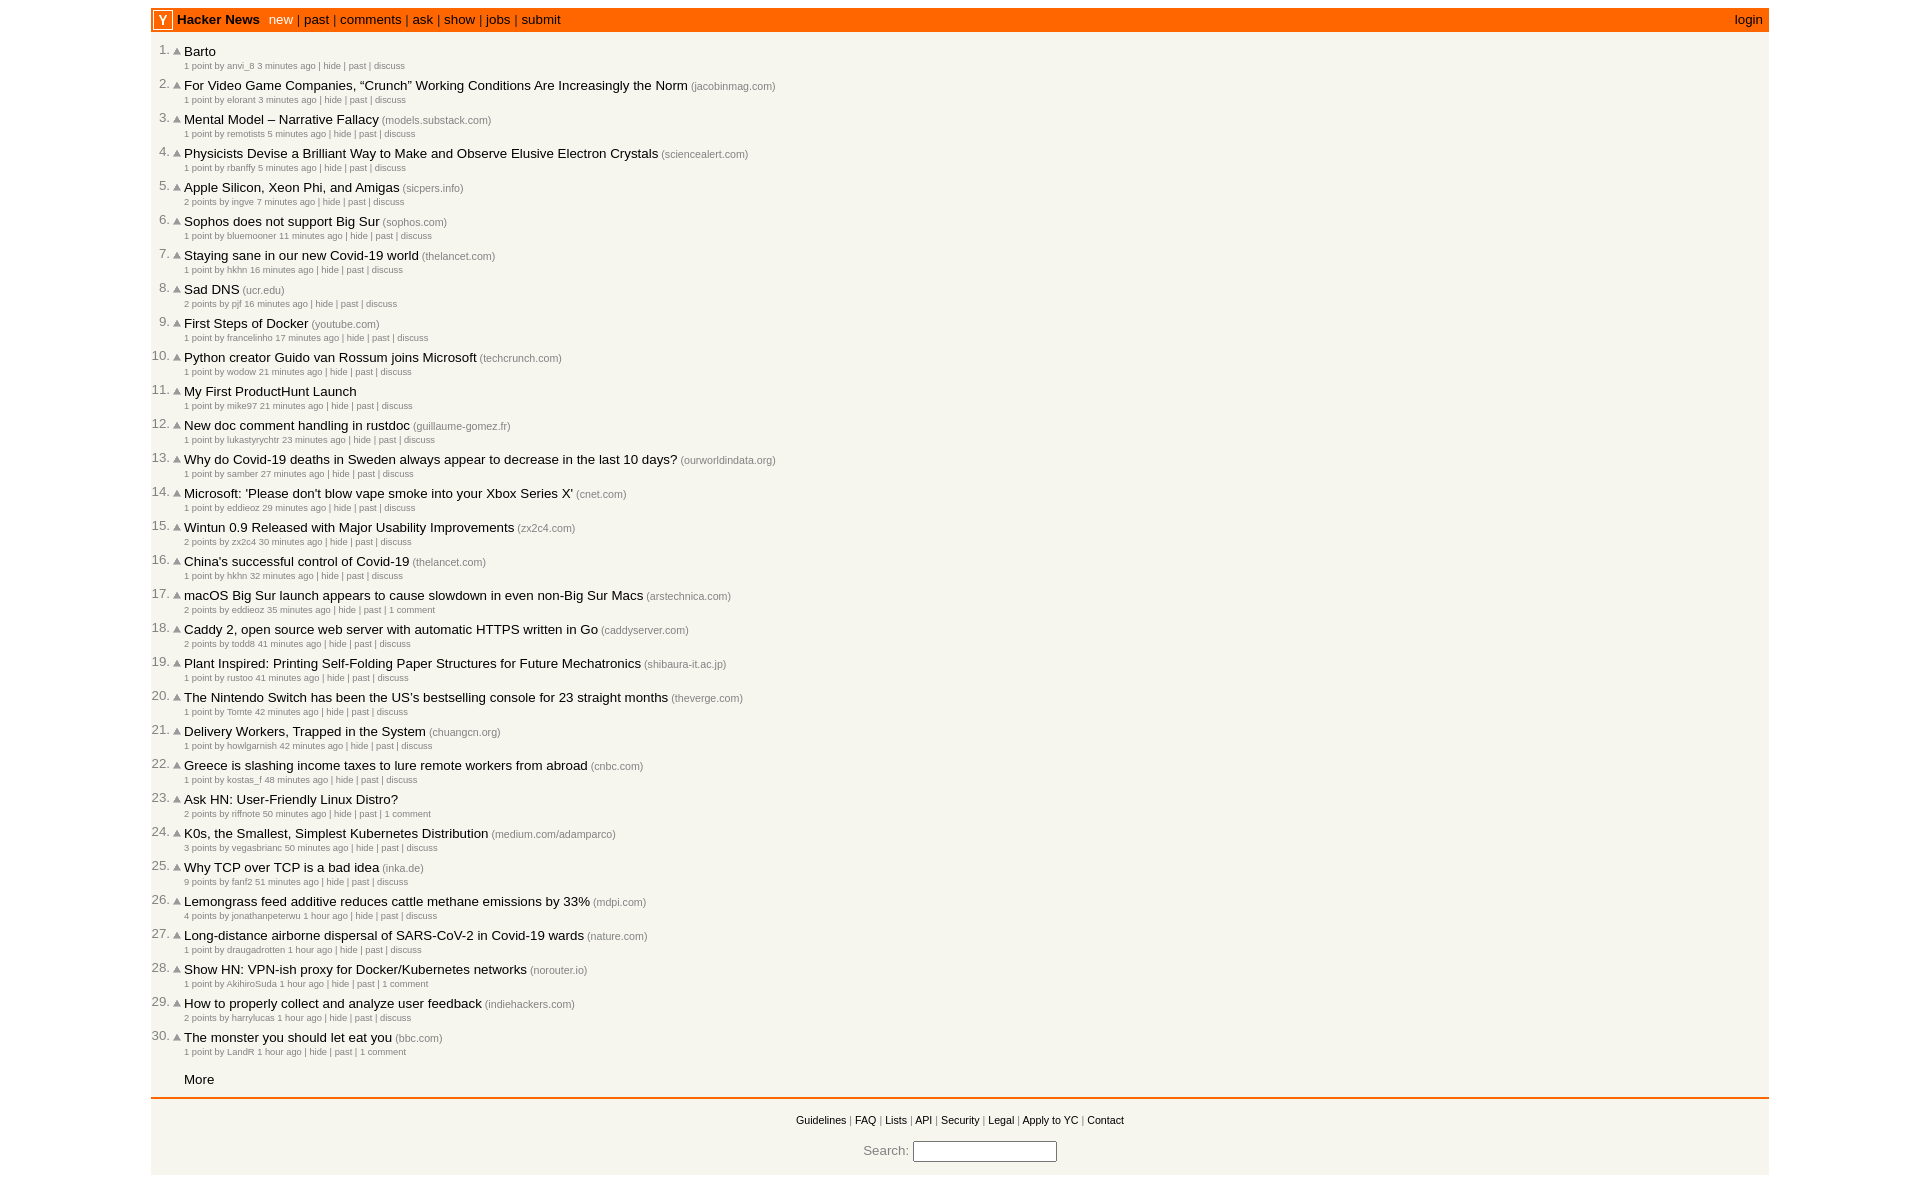 Y Hacker News new | past | comments | ask | show | jobs | submit login
1. Barto
1 point by anvi_8 3 minutes ago | hide | past | discuss
2. For Video Game Companies, “Crunch” Working Conditions Are Increasingly the Norm (jacobinmag.com)
1 point by elorant 3 minutes ago | hide | past | discuss
3. Mental Model – Narrative Fallacy (models.substack.com)
1 point by remotists 5 minutes ago | hide | past | discuss
4. Physicists Devise a Brilliant Way to Make and Observe Elusive Electron Crystals (sciencealert.com)
1 point by rbanffy 5 minutes ago | hide | past | discuss
5. Apple Silicon, Xeon Phi, and Amigas (sicpers.info)
2 points by ingve 7 minutes ago | hide | past | discuss
6. Sophos does not support Big Sur (sophos.com)
1 point by bluemooner 11 minutes ago | hide | past | discuss
7. Staying sane in our new Covid-19 world (thelancet.com)
1 point by hkhn 16 minutes ago | hide | past | discuss
8. Sad DNS (ucr.edu)
2 points by pjf 16 minutes ago | hide | past | discuss
9. First Steps of Docker (youtube.com)
1 point by francelinho 17 minutes ago | hide | past | discuss
10. Python creator Guido van Rossum joins Microsoft (techcrunch.com)
1 point by wodow 21 minutes ago | hide | past | discuss
11. My First ProductHunt Launch
1 point by mike97 21 minutes ago | hide | past | discuss
12. New doc comment handling in rustdoc (guillaume-gomez.fr)
1 point by lukastyrychtr 23 minutes ago | hide | past | discuss
13. Why do Covid-19 deaths in Sweden always appear to decrease in the last 10 days? (ourworldindata.org)
1 point by samber 27 minutes ago | hide | past | discuss
14. Microsoft: 'Please don't blow vape smoke into your Xbox Series X' (cnet.com)
1 point by eddieoz 29 minutes ago | hide | past | discuss
15. Wintun 0.9 Released with Major Usability Improvements (zx2c4.com)
2 points by zx2c4 30 minutes ago | hide | past | discuss
16. China's successful control of Covid-19 (thelancet.com)
1 point by hkhn 32 minutes ago | hide | past | discuss
17. macOS Big Sur launch appears to cause slowdown in even non-Big Sur Macs (arstechnica.com)
2 points by eddieoz 35 minutes ago | hide | past | 1 comment
18. Caddy 2, open source web server with automatic HTTPS written in Go (caddyserver.com)
2 points by todd8 41 minutes ago | hide | past | discuss
19. Plant Inspired: Printing Self-Folding Paper Structures for Future Mechatronics (shibaura-it.ac.jp)
1 point by rustoo 41 minutes ago | hide | past | discuss
20. The Nintendo Switch has been the US’s bestselling console for 23 straight months (theverge.com)
1 point by Tomte 42 minutes ago | hide | past | discuss
21. Delivery Workers, Trapped in the System (chuangcn.org)
1 point by howlgarnish 42 minutes ago | hide | past | discuss
22. Greece is slashing income taxes to lure remote workers from abroad (cnbc.com)
1 point by kostas_f 48 minutes ago | hide | past | discuss
23. Ask HN: User-Friendly Linux Distro?
2 points by riffnote 50 minutes ago | hide | past | 1 comment
24. K0s, the Smallest, Simplest Kubernetes Distribution (medium.com/adamparco)
3 points by vegasbrianc 50 minutes ago | hide | past | discuss
25. Why TCP over TCP is a bad idea (inka.de)
9 points by fanf2 51 minutes ago | hide | past | discuss
26. Lemongrass feed additive reduces cattle methane emissions by 33% (mdpi.com)
4 points by jonathanpeterwu 1 hour ago | hide | past | discuss
27. Long-distance airborne dispersal of SARS-CoV-2 in Covid-19 wards (nature.com)
1 point by draugadrotten 1 hour ago | hide | past | discuss
28. Show HN: VPN-ish proxy for Docker/Kubernetes networks (norouter.io)
1 point by AkihiroSuda 1 hour ago | hide | past | 1 comment
29. How to properly collect and analyze user feedback (indiehackers.com)
2 points by harrylucas 1 hour ago | hide | past | discuss
30. The monster you should let eat you (bbc.com)
1 point by LandR 1 hour ago | hide | past | 1 comment
More
Guidelines | FAQ | Lists | API | Security | Legal | Apply to YC | Contact
Search: